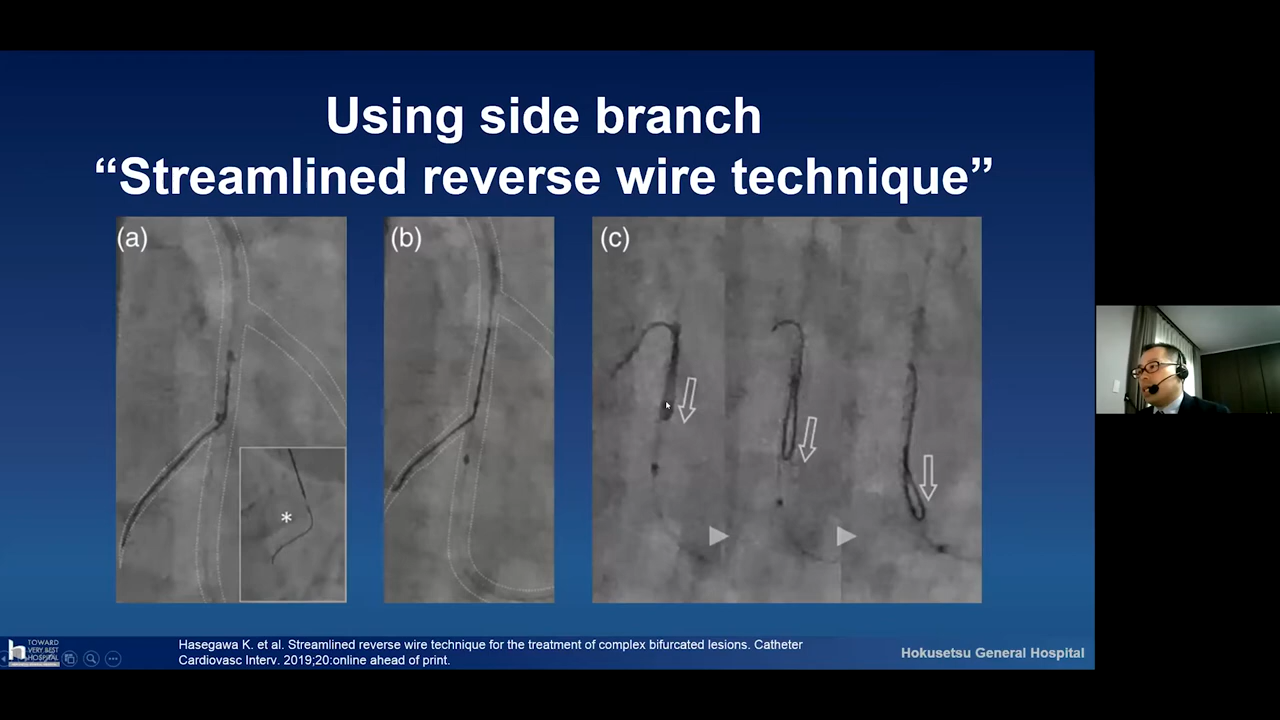 Using side branch
“Streamlined reverse wire technique”
(a)
(b)
(c)
*
Hasegawa K. et al. Streamlined reverse wire technique for the treatment of complex bifurcated lesions. Catheter
Cardiovasc Interv. 2019;20:online ahead of print.
Hokusetsu General Hospital
h
TOWARD
VERY BEST
HOSPITAL